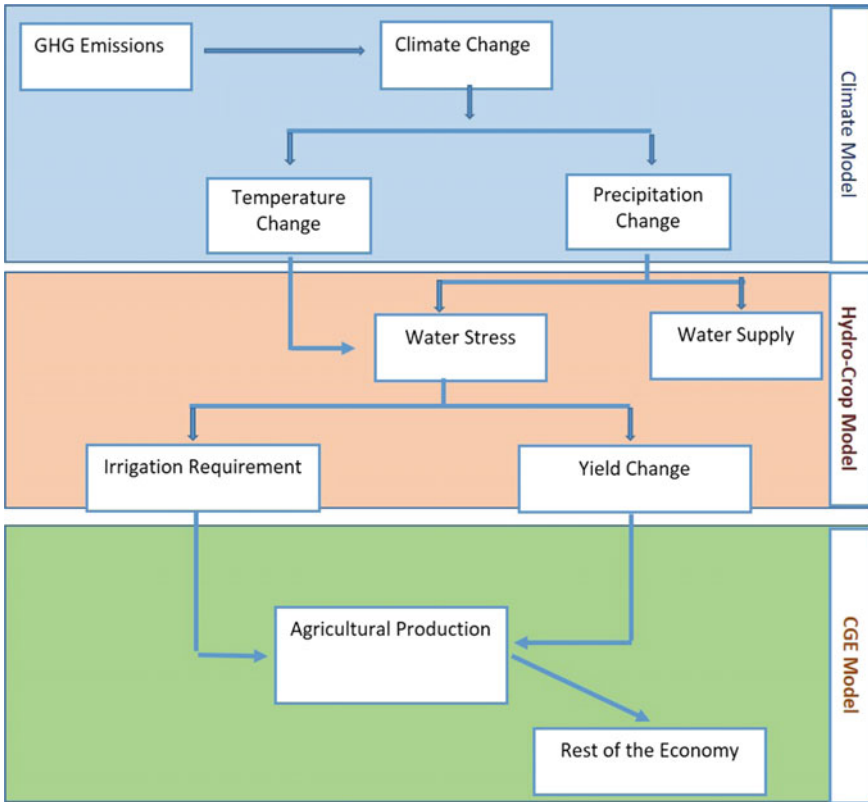 GHG Emissions
Climate Change
Temperature
Change
Precipitation
Change
Climate Model
Water Stress
Water Supply
Irrigation Requirement
Yield Change
Hydro-Crop Model
Agricultural Production
Rest of the Economy
CGE Model